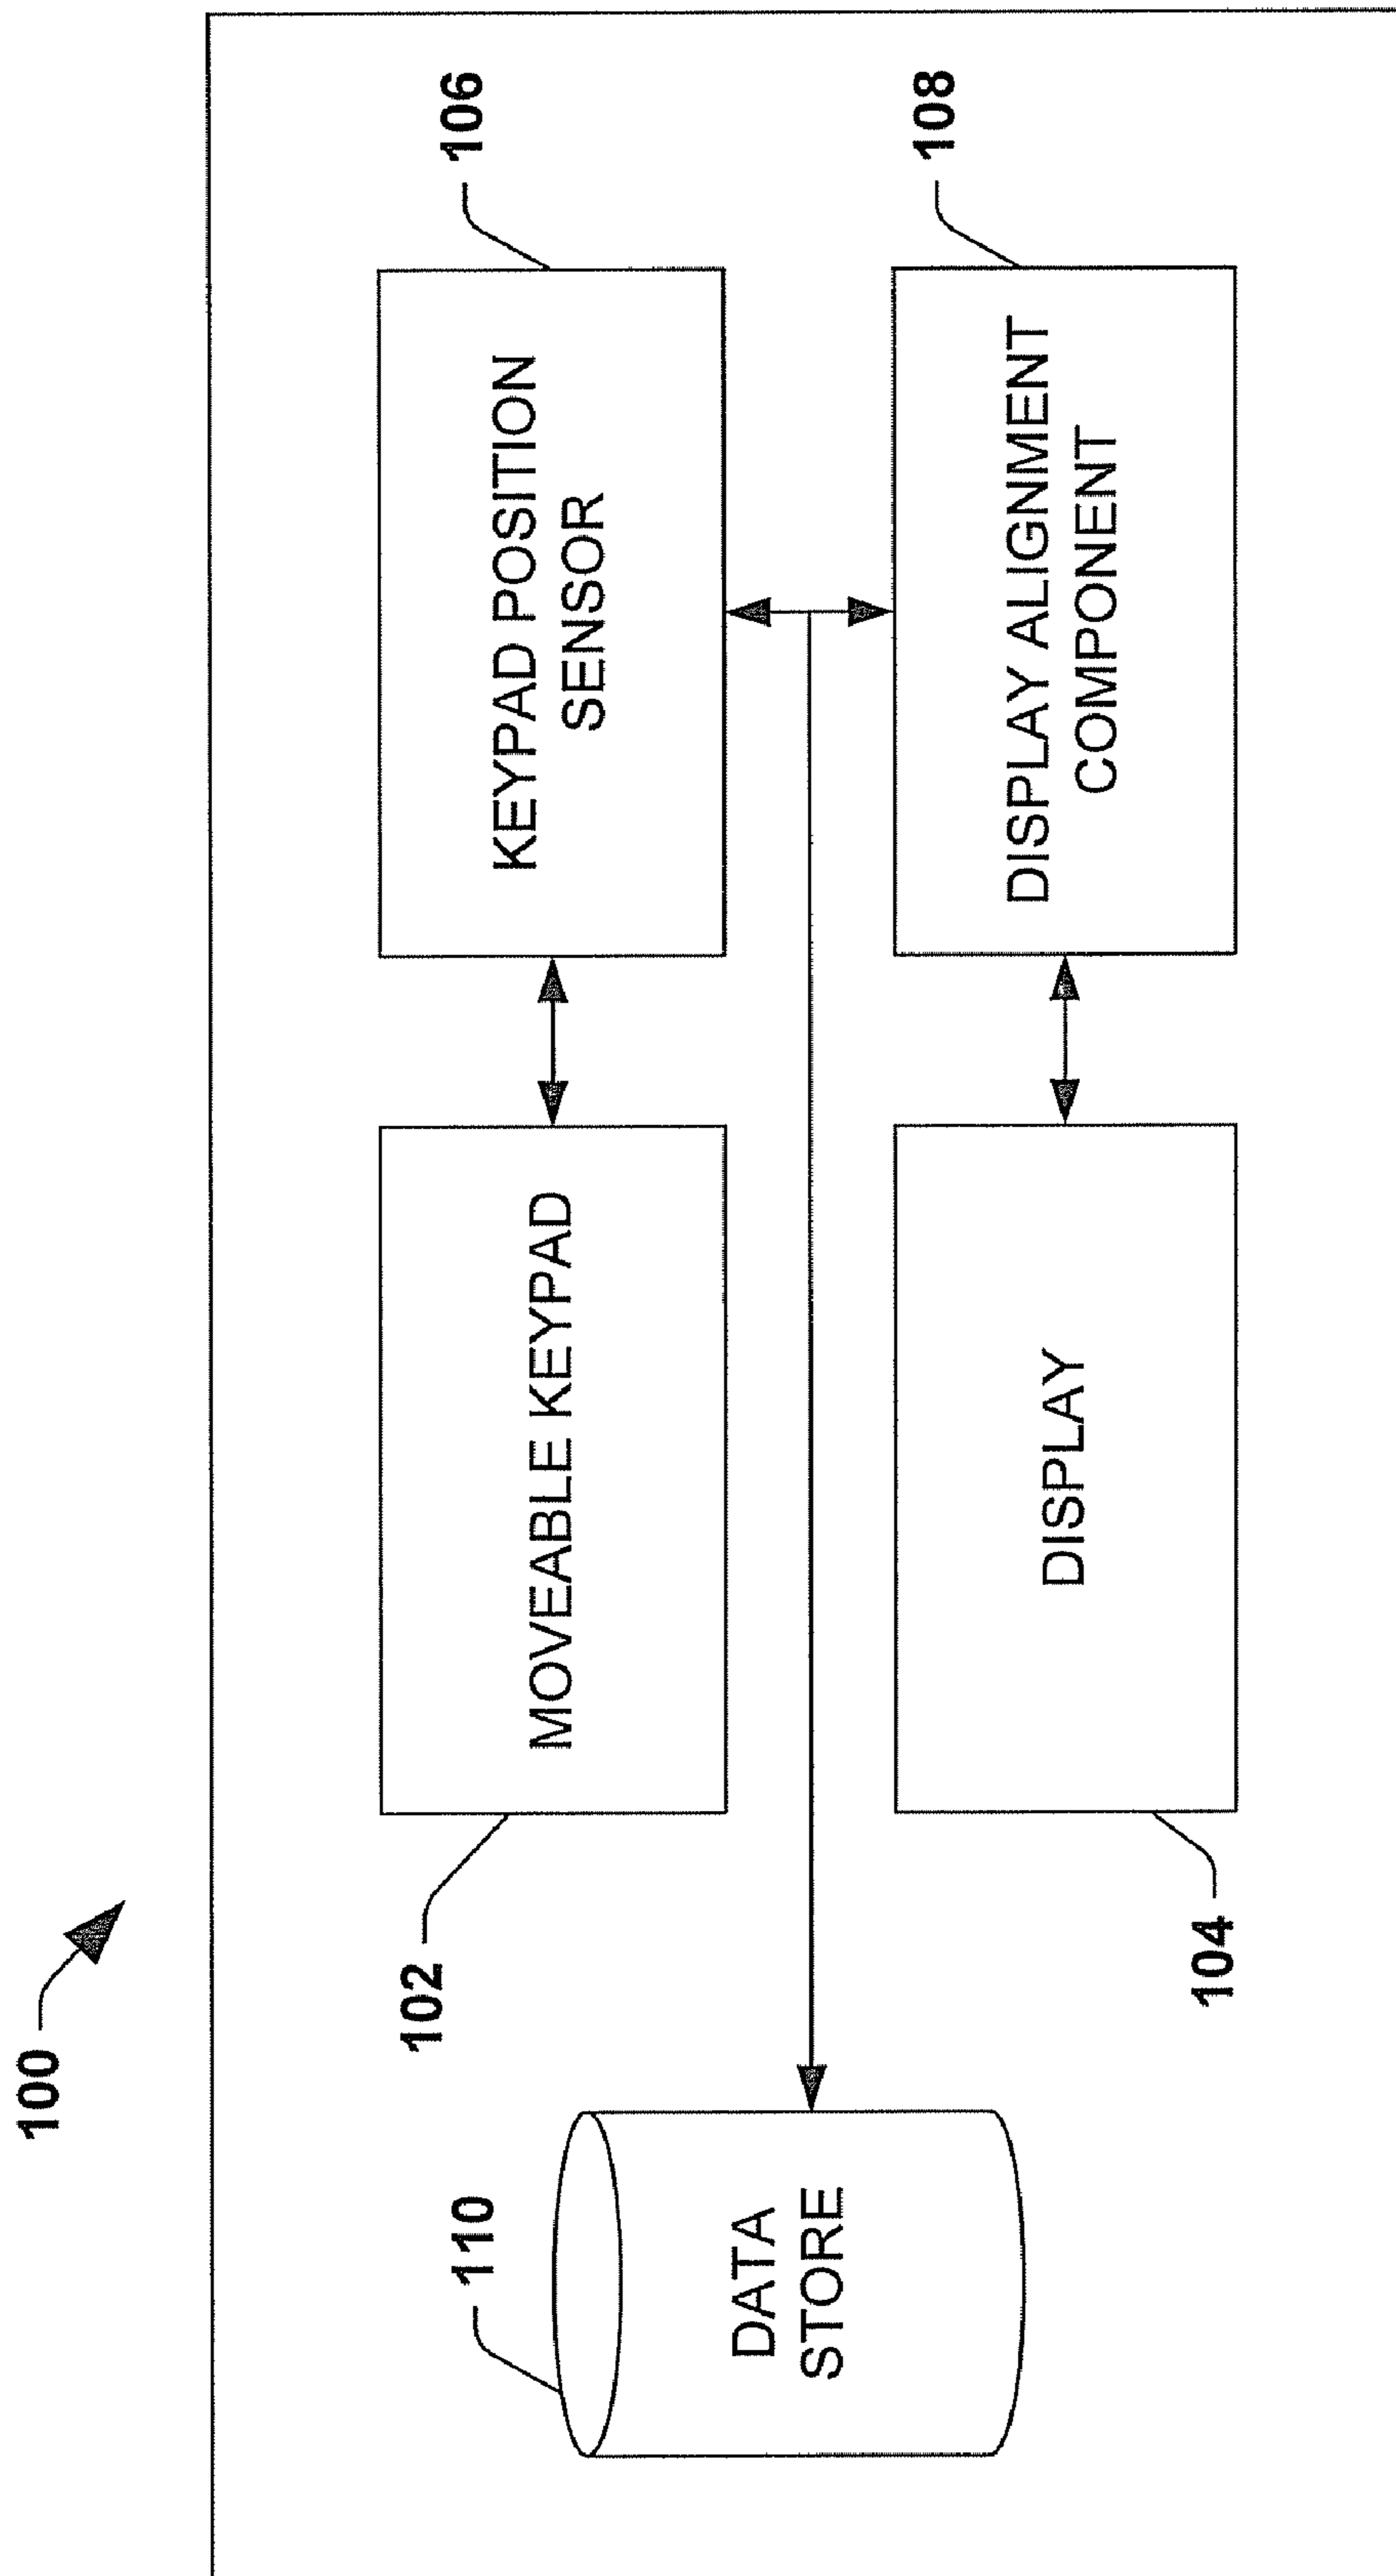 100
110
DATA
STORE
102
MOVEABLE KEYPAD
106
KEYPAD POSITION
SENSOR
104
DISPLAY
108
DISPLAY ALIGNMENT
COMPONENT